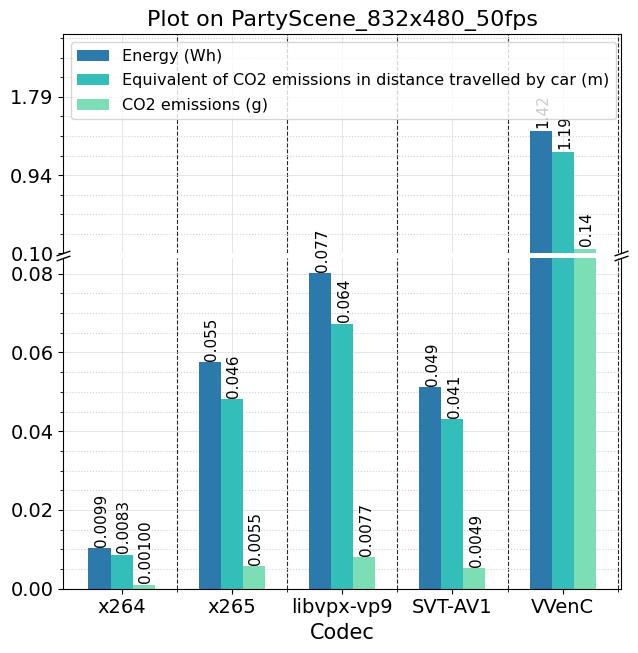 Plot on PartyScene_832x480_50fps
Energy (Wh)
Equivalent of CO2 emissions in distance travelled by car (m)
CO2 emissions (g)
1.79
0.94
0.10
0.08
0.06
0.04
0.02
0.00
0.0099
0.0083
0.00100
0.055
0.046
0.0055
0.077
0.064
0.0077
0.049
0.041
0.0049
1.42
1.19
0.14
x264
x265
libvpx-vp9
SVT-AV1
VVenC
Codec